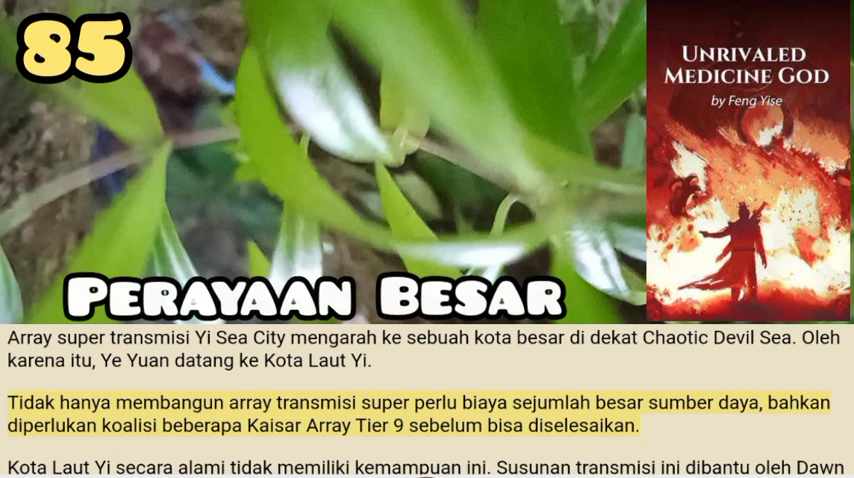 85
UNRIVALED
MEDICINE GOD
by Feng Yise
PERAYAAN BESAR
Array super transmisi Yi Sea City mengarah ke sebuah kota besar di dekat Chaotic Devil Sea. Oleh
karena itu, Ye Yuan datang ke Kota Laut Yi.
Tidak hanya membangun array transmisi super perlu biaya sejumlah besar sumber daya, bahkan
diperlukan koalisi beberapa Kaisar Array Tier 9 sebelum bisa diselesaikan.
Kota Laut Yi secara alami tidak memiliki kemampuan ini. Susunan transmisi ini dibantu oleh Dawn